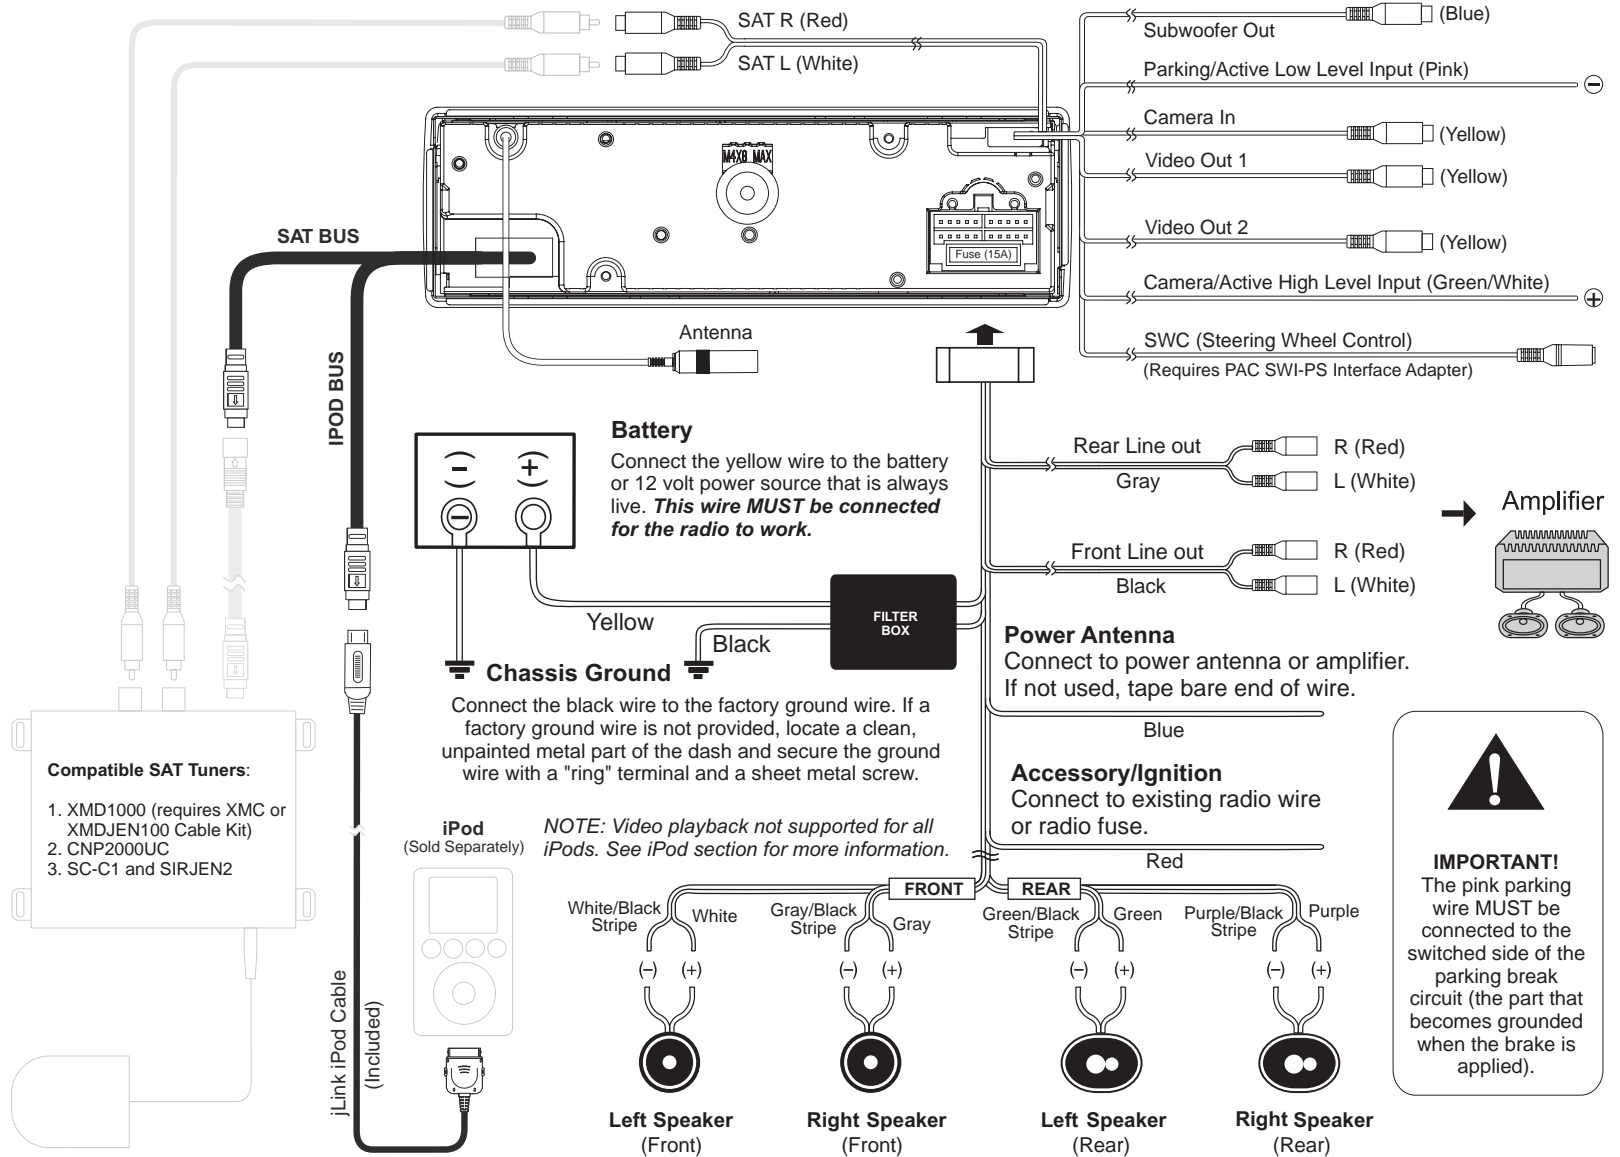 SAT R (Red)
SAT L (White)
(Blue)
Subwoofer Out
Parking/Active Low Level Input (Pink)
Camera In
(Yellow)
Video Out 1
(Yellow)
Video Out 2
(Yellow)
Camera/Active High Level Input (Green/White)
SWC (Steering Wheel Control)
(Requires PAC SWI-PS Interface Adapter)
M4X8 MAX
Fuse (15A)
SAT BUS
IPOD BUS
Antenna
Battery
Connect the yellow wire to the battery
or 12 volt power source that is always
live. This wire MUST be connected
for the radio to work.
(−)
(+)
Rear Line out
Gray
R (Red)
L (White)
Front Line out
Black
R (Red)
L (White)
Amplifier
Yellow
Black
FILTER
BOX
Chassis Ground
Connect the black wire to the factory ground wire. If a
factory ground wire is not provided, locate a clean,
unpainted metal part of the dash and secure the ground
wire with a "ring" terminal and a sheet metal screw.
Power Antenna
Connect to power antenna or amplifier.
If not used, tape bare end of wire.
Blue
Accessory/Ignition
Connect to existing radio wire
or radio fuse.
Red
Compatible SAT Tuners:
1. XMD1000 (requires XMC or
XMDJEN100 Cable Kit)
2. CNP2000UC
3. SC-C1 and SIRJEN2
iPod
(Sold Separately)
NOTE: Video playback not supported for all
iPods. See iPod section for more information.
jLink iPod Cable
(Included)
FRONT
REAR
White/Black
Stripe
White
Gray/Black
Stripe
Gray
Green/Black
Stripe
Green
Purple/Black
Stripe
Purple
(−) (+)
(−) (+)
(−) (+)
(−) (+)
Left Speaker
(Front)
Right Speaker
(Front)
Left Speaker
(Rear)
Right Speaker
(Rear)
!
IMPORTANT!
The pink parking
wire MUST be
connected to the
switched side of the
parking break
circuit (the part that
becomes grounded
when the brake is
applied).